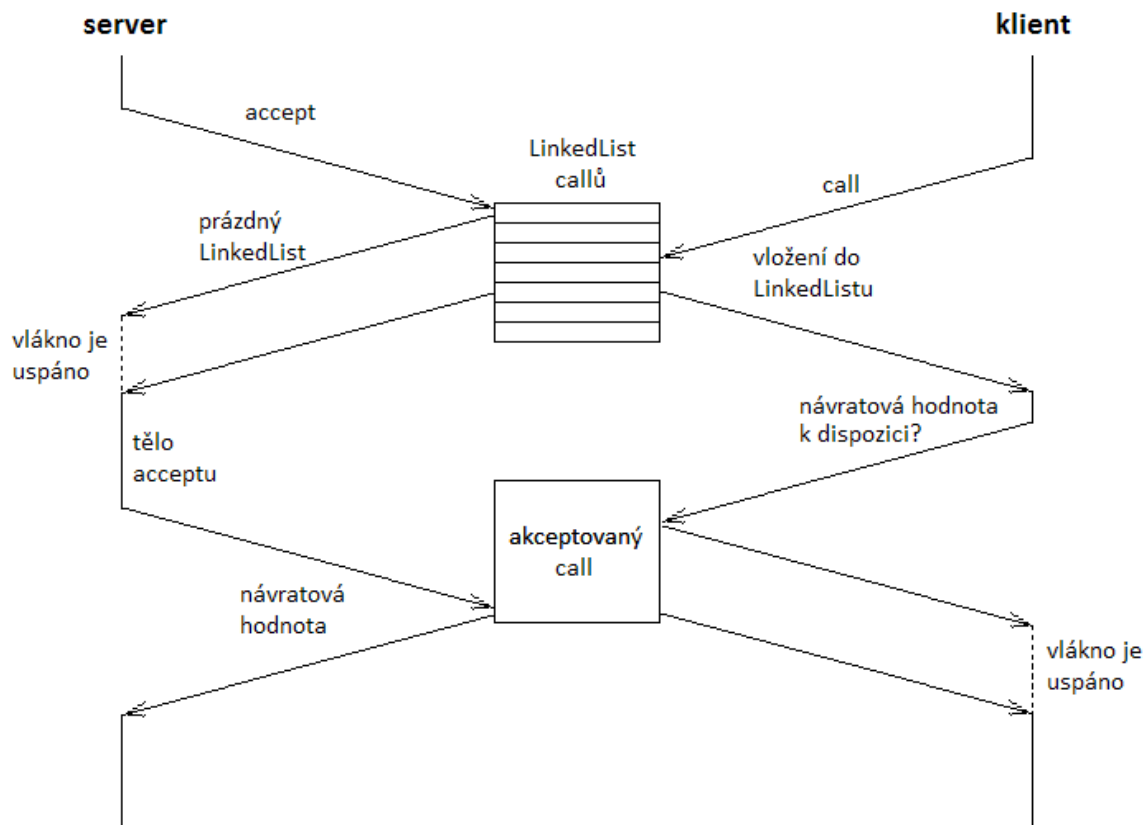 server
klient
accept
LinkedList
callů
call
prázdný
LinkedList
vložení do
LinkedListu
vlákno je
uspáno
návratová hodnota
k dispozici?
tělo
acceptu
akceptovaný
call
návratová
hodnota
vlákno je
uspáno